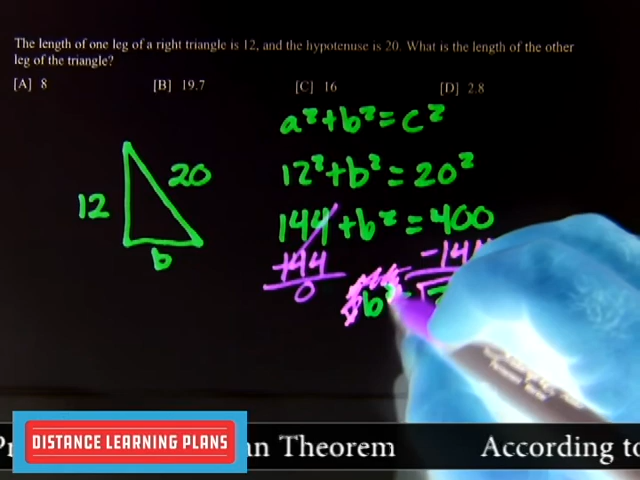 The length of one leg of a right triangle is 12, and the hypotenuse is 20. What is the length of the other
leg of the triangle?
[A] 8 [B] 19.7 [C] 16 [D] 2.8
a²+b²=c²
12²+b²=20²
144+b²=400
-144
0
b²
12
20
b
DISTANCE LEARNING PLANS
Theorem
According to